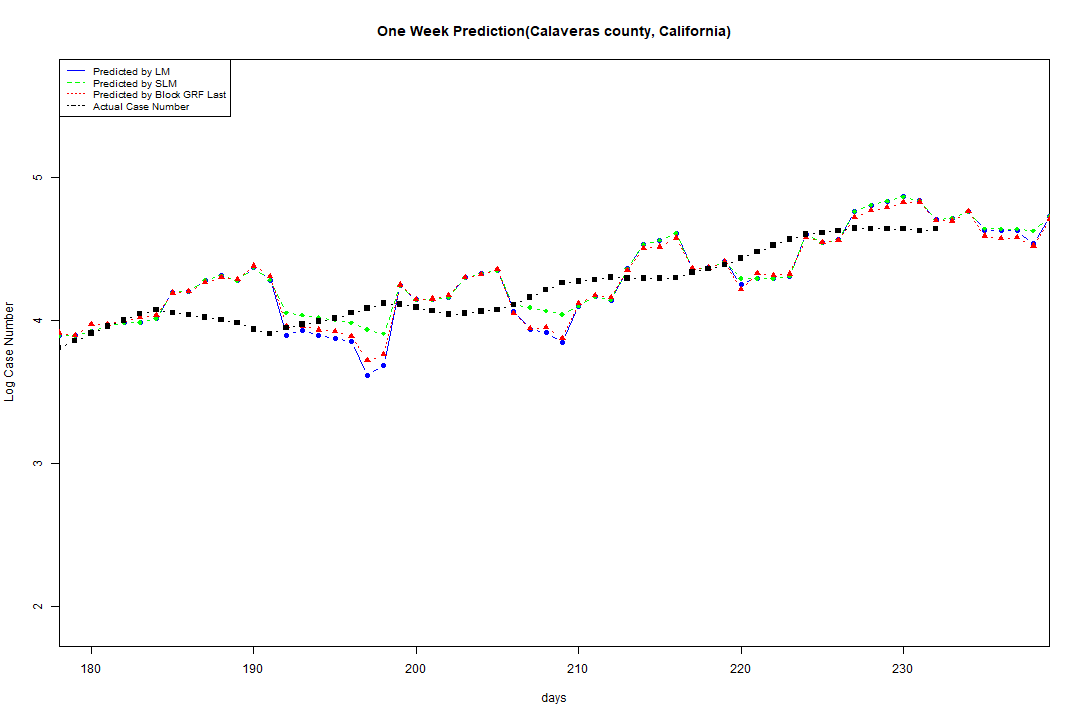 One Week Prediction(Calaveras county, California)
Predicted by LM
Predicted by SLM
Predicted by Block GRF Last
Actual Case Number
5
4
3
2
Log Case Number
180 190 200 210 220 230
days